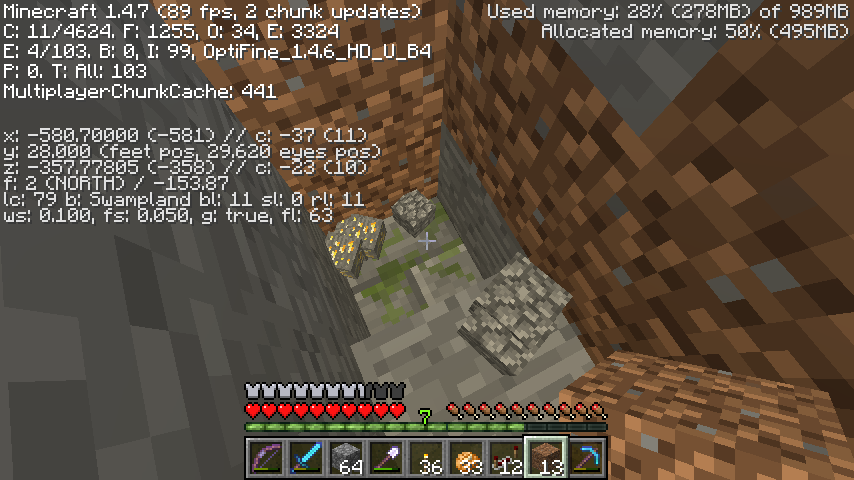 Minecraft 1.4.7 (89 fps, 2 chunk updates)
C: 11/4624, F: 1255, O: 34, E: 3324
E: 4/103, B: 0, I: 99, OptiFine_1.4.6_HD_U_B4
P: 0, T: All: 103
MultiplayerChunkCache: 441
Used memory: 28% (278MB) of 989MB
Allocated memory: 50% (495MB)
x: -580.70000 (-581) // c: -37 (11)
y: 28.000 (feet pos, 29.620 eyes pos)
z: -357.77805 (-358) // c: -23 (10)
f: 2 (NORTH) / -153.87
lc: 79 b: Swampland bl: 11 sl: 0 rl: 11
ws: 0.100, fs: 0.050, g: true, fl: 63
7
64 36 33 12 13